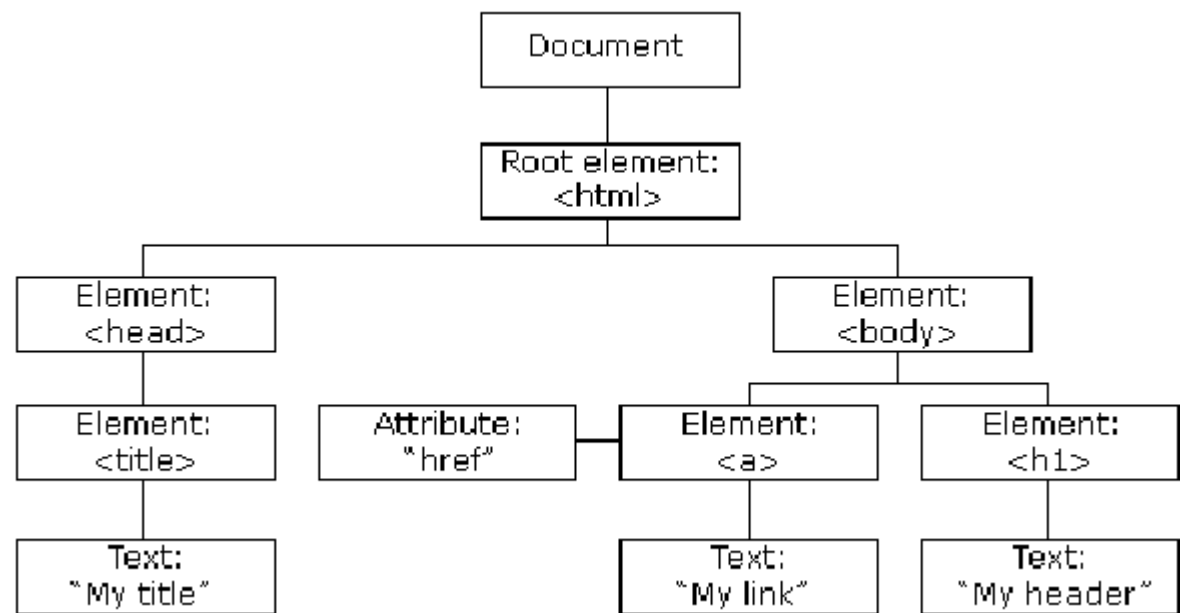 Document
Root element:
<html>
Element:
<head>
Element:
<body>
Element:
<title>
Attribute:
“href”
Element:
<a>
Element:
<h1>
Text:
“My title”
Text:
“My link”
Text:
“My header”